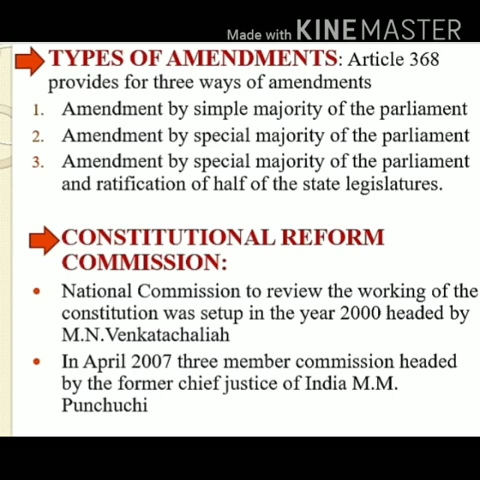 Made with KINEMASTER
TYPES OF AMENDMENTS: Article 368
provides for three ways of amendments
1. Amendment by simple majority of the parliament
2. Amendment by special majority of the parliament
3. Amendment by special majority of the parliament
and ratification of half of the state legislatures.
CONSTITUTIONAL REFORM
COMMISSION:
• National Commission to review the working of the
constitution was setup in the year 2000 headed by
M.N.Venkatachaliah
• In April 2007 three member commission headed
by the former chief justice of India M.M.
Punchuchi